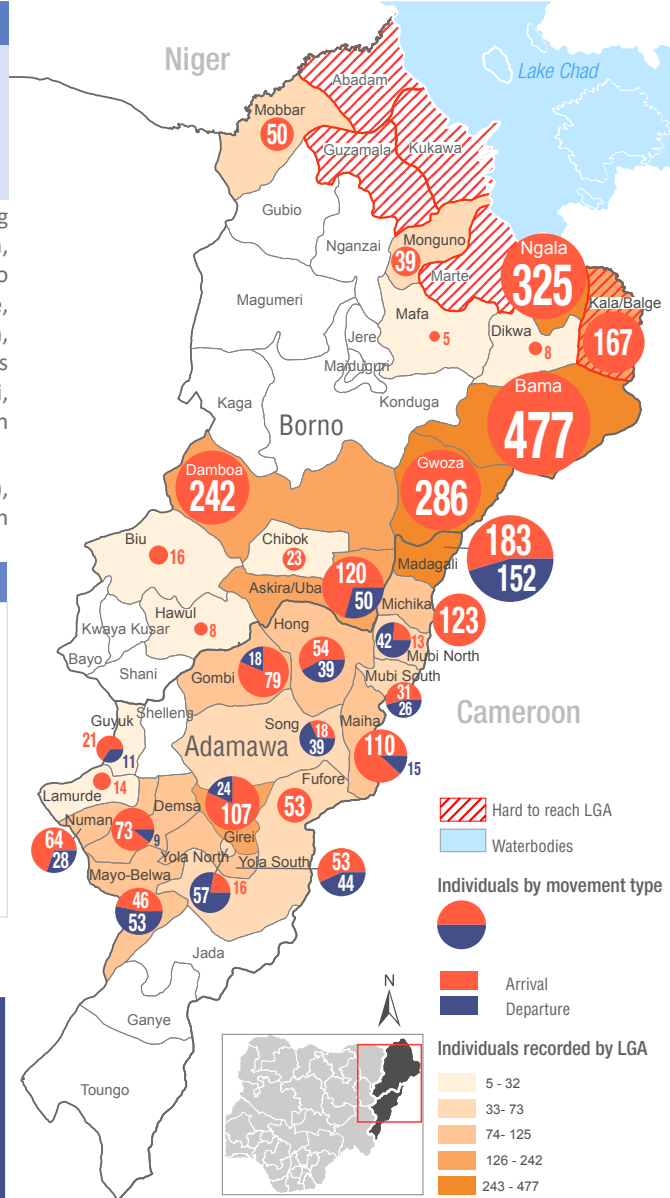 Niger
Lake Chad
Abadam
Mobbar
50
Guzamala
Kukawa
Gubio
Nganzai
Monguno
39
Marte
Ngala
325
Kala/Balge
167
Magumeri
Mafa
5
Dikwa
8
Jere
Maiduguri
Kaga
Konduga
Bama
477
Borno
Damboa
242
Gwoza
286
Biu
16
Chibok
23
183
152
Madagali
Askira/Uba
120
50
Michika
123
Hawul
8
Kwaya Kusar
Hong
42
13
Mubi North
Bayo
Shani
Gombi
18
79
54
39
Mubi South
31
26
Guyuk
Shelleng
21
11
Song
18
39
Maiha
110
15
Cameroon
Adamawa
14
Lamurde
Demsa
24
107
Fufore
53
Numan
73
9
Girei
64
28
Yola North
Yola South
53
44
Mayo-Belwa
57
16
46
53
Jada
Ganye
Toungo
Hard to reach LGA
Waterbodies
Individuals by movement type
Arrival
Departure
N
Individuals recorded by LGA
5 - 32
33- 73
74- 125
126 - 242
243 - 477
g
,
o
,
,
s
i,
n
),
n